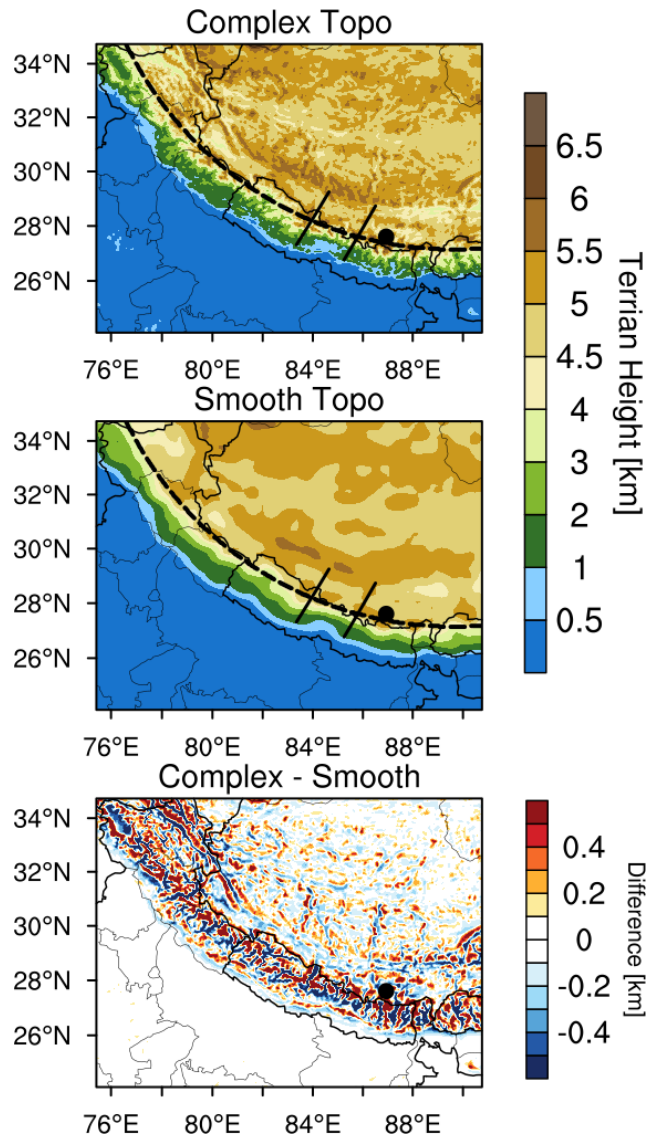 Complex Topo
34°N
32°N
30°N
28°N
26°N
76°E 80°E 84°E 88°E
Smooth Topo
34°N
32°N
30°N
28°N
26°N
76°E 80°E 84°E 88°E
6.5
6
5.5
5
4.5
4
3
2
1
0.5
Terrian Height [km]
Complex - Smooth
34°N
32°N
30°N
28°N
26°N
76°E 80°E 84°E 88°E
0.4
0.2
0
-0.2
-0.4
Difference [km]